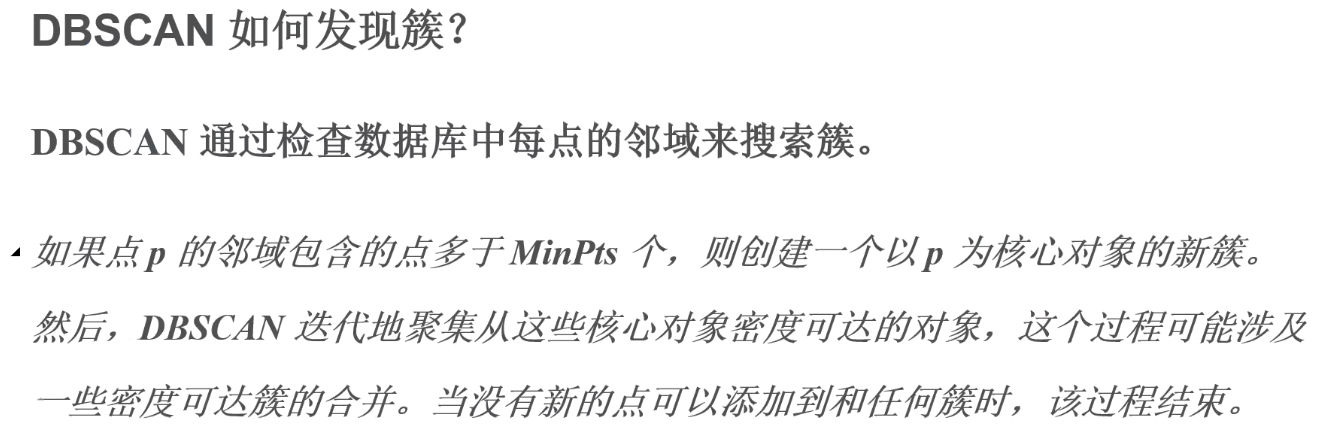 DBSCAN 如何发现簇？
DBSCAN 通过检查数据库中每点的邻域来搜索簇。
如果点 p 的邻域包含的点多于 MinPts 个，则创建一个以 p 为核心对象的新簇。
然后，DBSCAN 迭代地聚集从这些核心对象密度可达的对象，这个过程可能涉及
一些密度可达簇的合并。当没有新的点可以添加到和任何簇时，该过程结束。